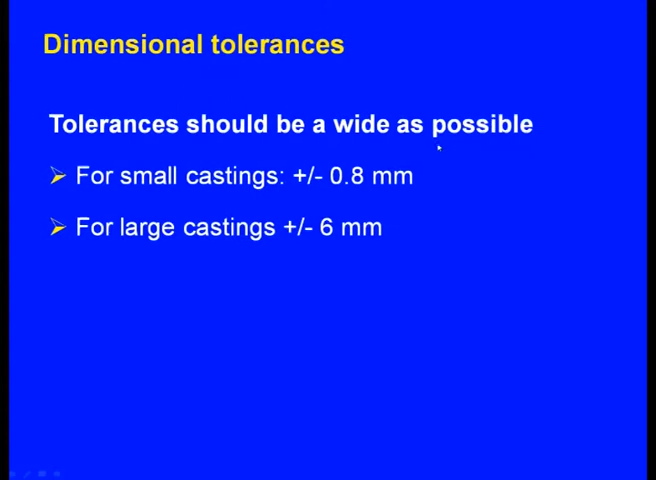 Dimensional tolerances
Tolerances should be a wide as possible
For small castings: +/- 0.8 mm
For large castings +/- 6 mm